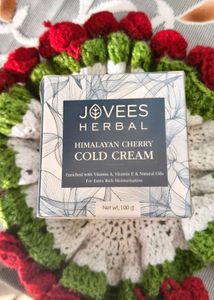 JOVEES
HERBAL
HIMALAYAN CHERRY
COLD CREAM
Enriched with Vitamin A, Vitamin E & Natural Oils
For Extra Rich Moisturisation
Net wt. 100 g